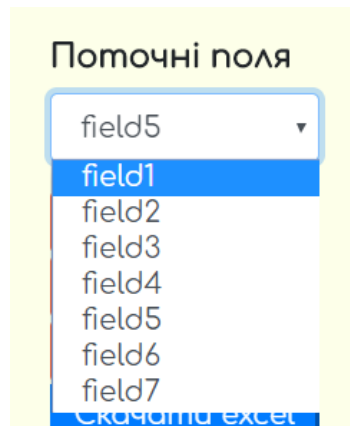 Поточні поля
field5
field1
field2
field3
field4
field5
field6
field7
Скачати excel